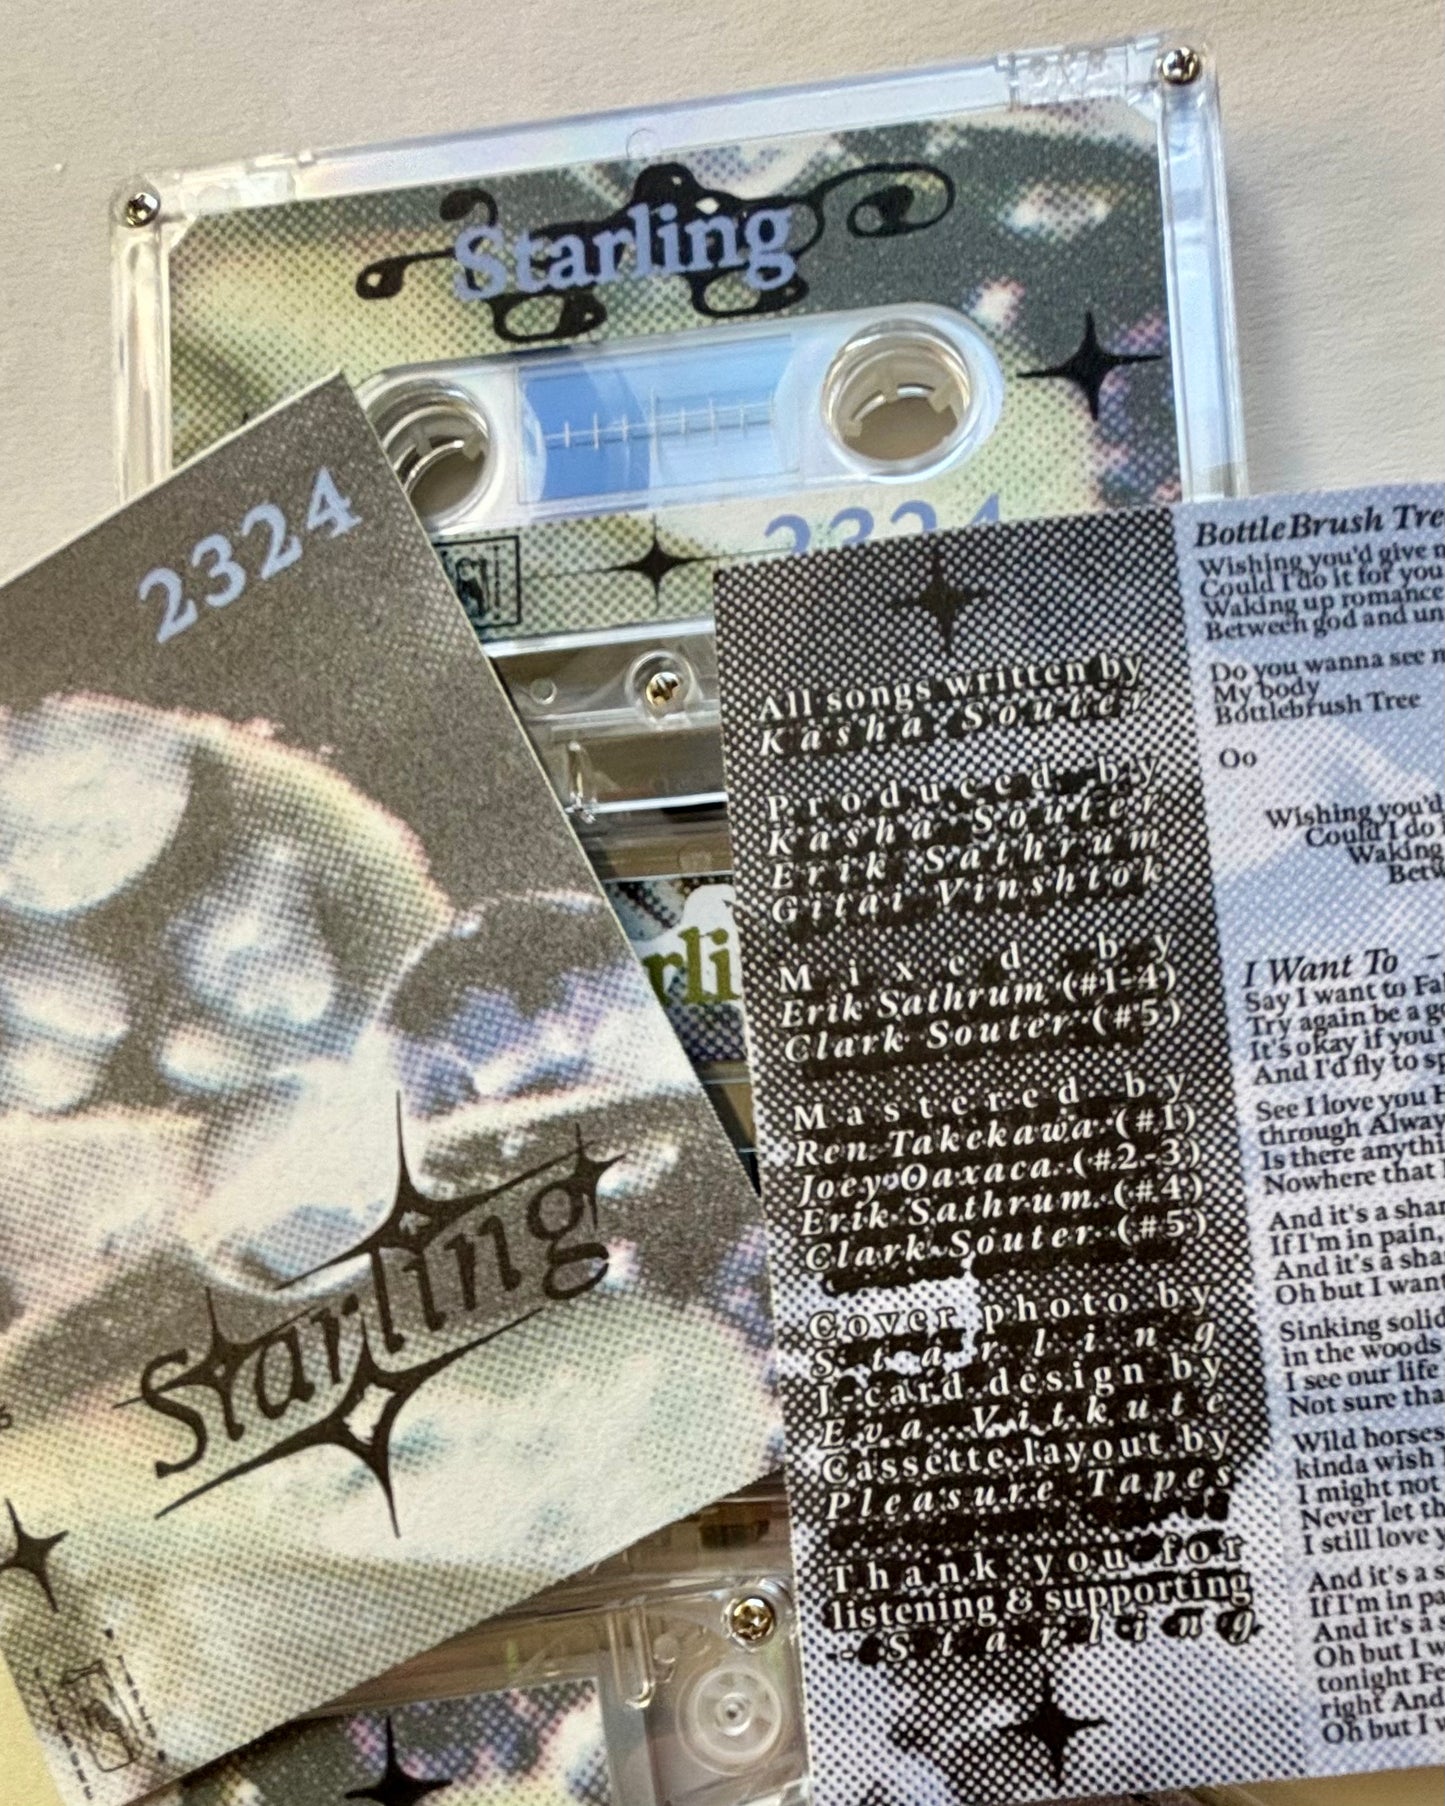 Starling
2324
2324
Starling
rli
All songs written by
Kasha Souter
Produced by
Kasha Souter
Erik Sathrum
Gitai Vinshtok
Mixed by
Erik Sathrum (#1-4)
Clark Souter (#5)
Mastered by
Ren Takekawa (#1)
Joey Oaxaca (#2-3)
Erik Sathrum (#4)
Clark Souter (#5)
Cover photo by
Starling
J-card design by
Eva Vitkute
Cassette layout by
Pleasure Tapes
Thank you for
listening & supporting
- Starling
BottleBrush Tre
Wishing you'd give
Could I do it for you
Waking up romance
Between god and un
Do you wanna see
My body
Bottlebrush Tree
Oo
Wishing you'd
Could I do
Waking
Betw
I Want To -
Say I want to Fal
Try again be a
It's okay if you
And I'd fly to sp
See I love you
through Alway
Is there anythi
Nowhere that
And it's a shar
If I'm in pain,
And it's a sha
Oh but I want
Sinking solid
in the woods
I see our life
Not sure tha
Wild horses
kinda wish
I might not
Never let th
I still love y
And it's a s
If I'm in pa
And it's a s
Oh but I w
tonight Fe
right And
Oh but I w